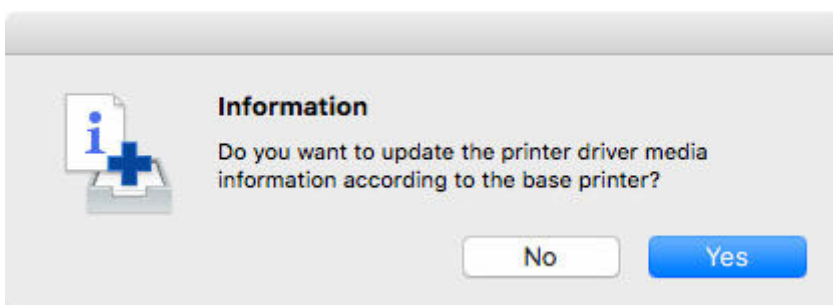 Information
Do you want to update the printer driver media
information according to the base printer?
No
Yes